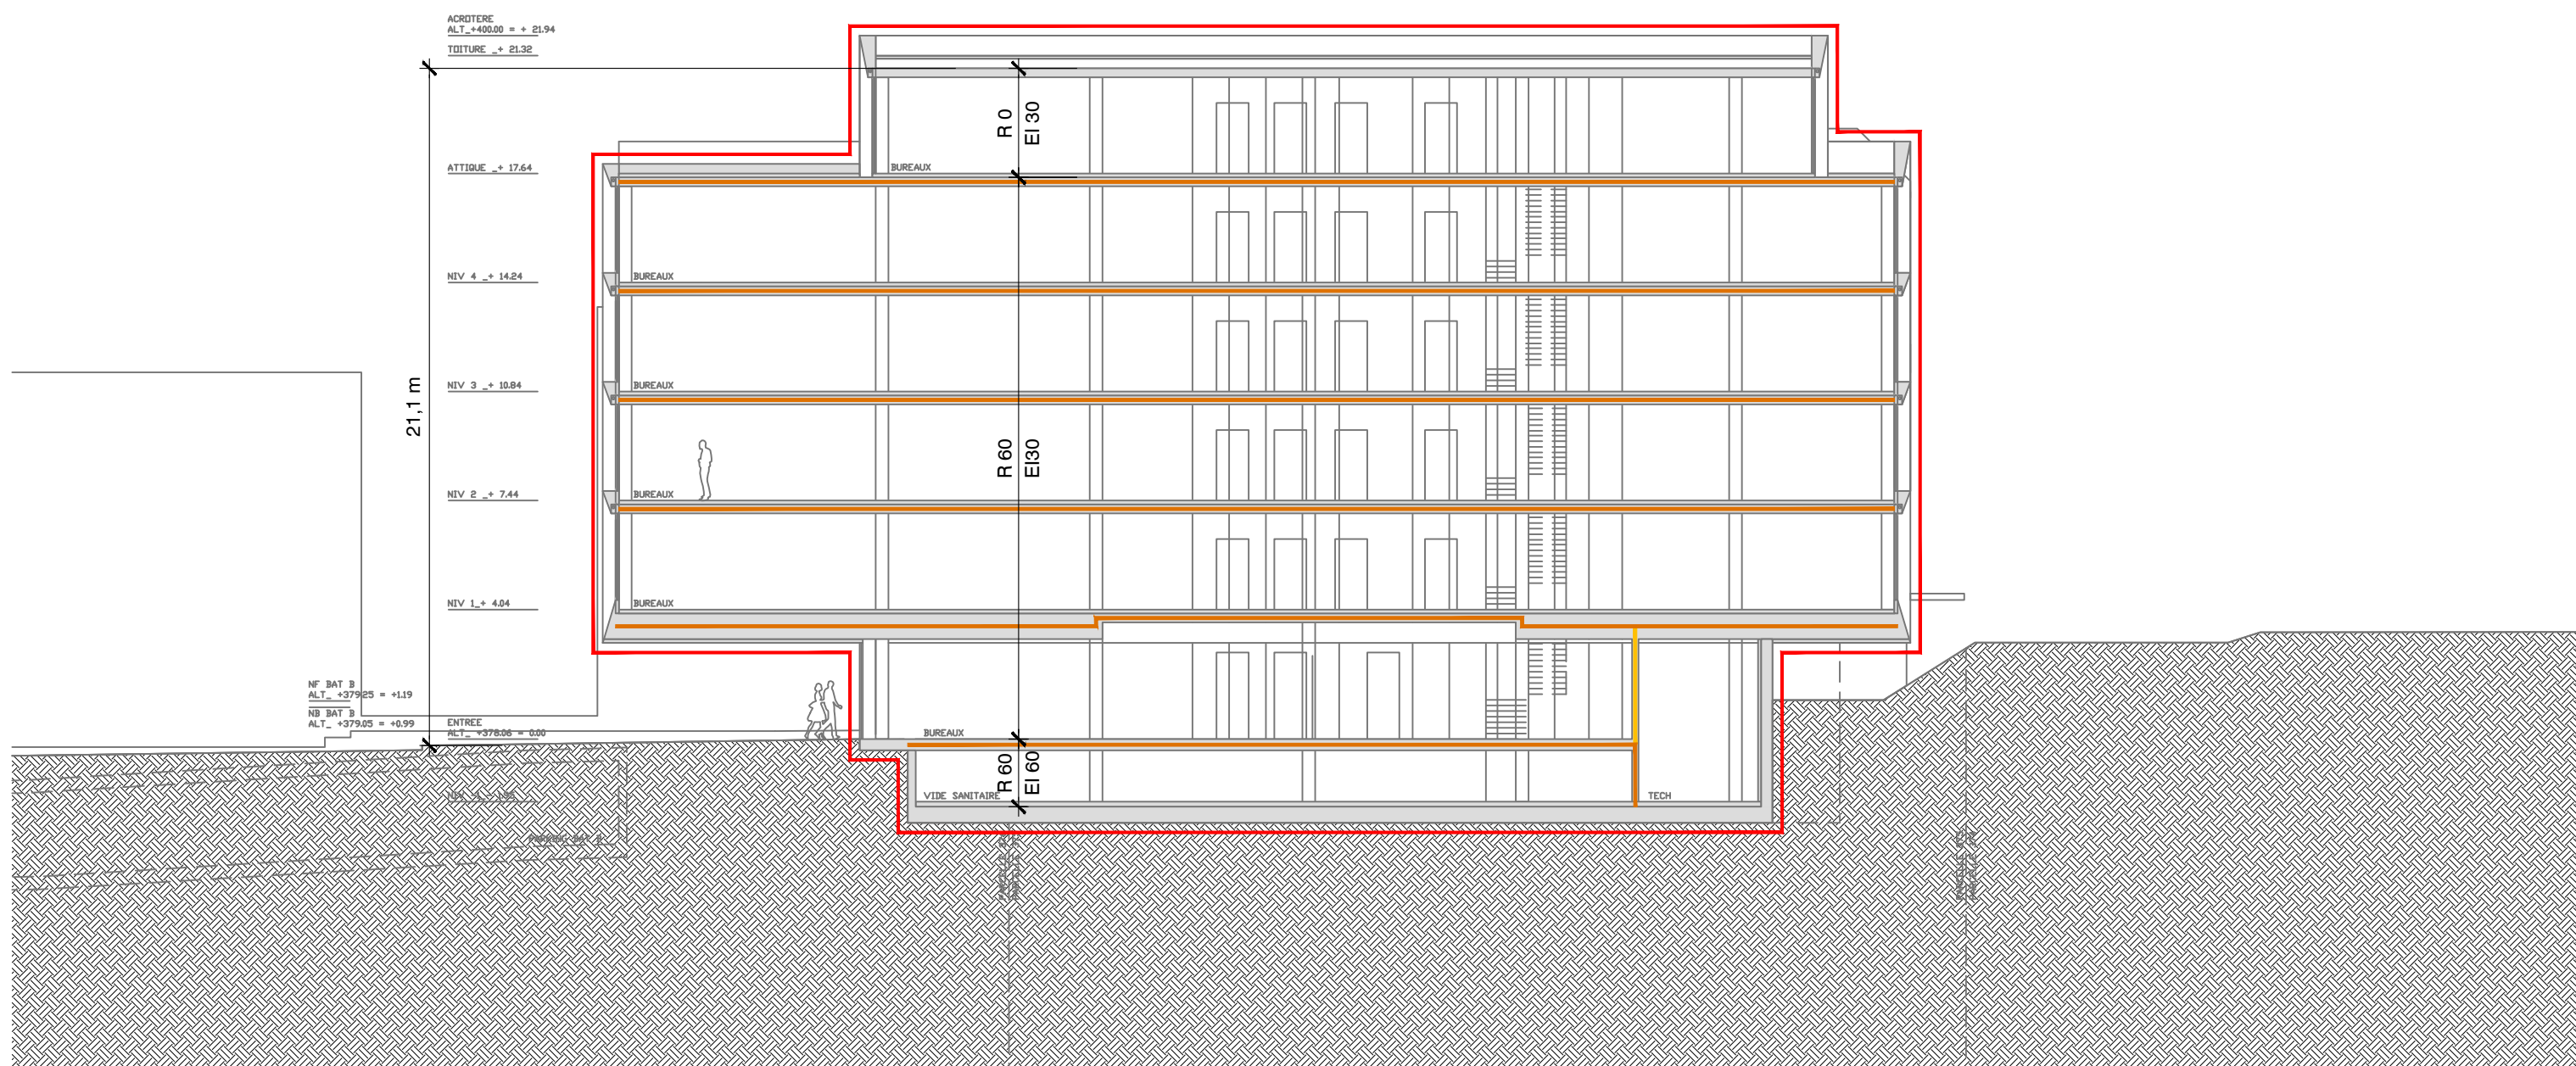 ACROTERE
ALT_+400.00 = + 21.94
TOITURE _+ 21.32
R 0
EI 30
ATTIQUE _+ 17.64
BUREAUX
NIV 4 _+ 14.24
BUREAUX
NIV 3 _+ 10.84
BUREAUX
21,1 m
R 60
EI30
NIV 2 _+ 7.44
BUREAUX
NIV 1_+ 4.04
BUREAUX
NF BAT B
ALT_ +379.25 = +1.19
NB BAT B
ALT_ +379.05 = +0.99
ENTREE
ALT_ +378.06 = 0.00
BUREAUX
R 60
EI 60
VIDE SANITAIRE
TECH